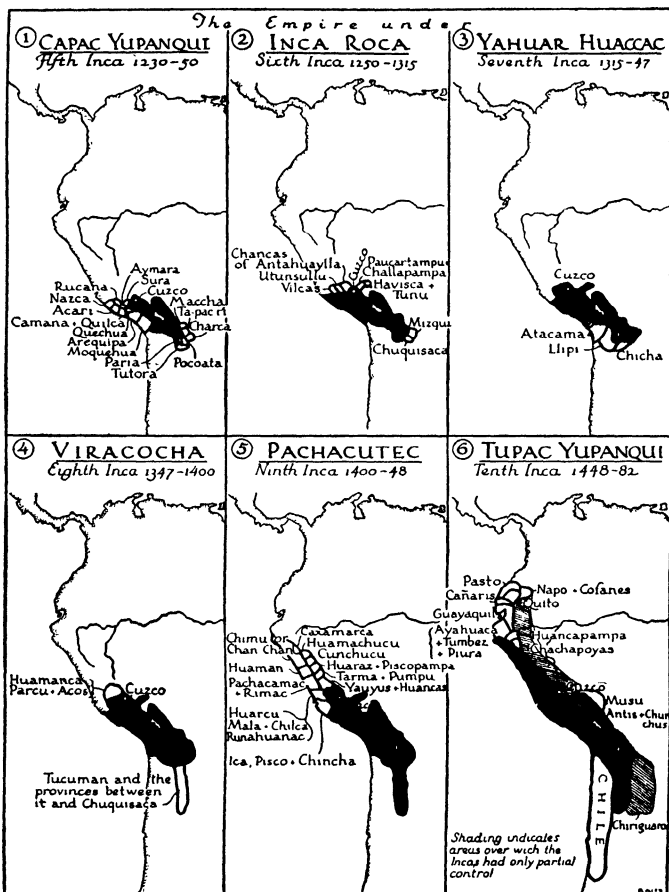 The Empire under
① CAPAC YUPANQUI
Fifth Inca 1230-50
Aymara
Sura
Rucana
Cuzco
Nazca
Maccha
Acari
Camana + Quilca
Charca
Quechua
Arequipa
Moquehua
Paria
Pocoata
Tutora
② INCA ROCA
Sixth Inca 1250-1315
Chancas
of Antahuaylla
Utunsullu
Vilcas
Cuzco
Paucartampu
Challapampa
Havisca +
Tunu
Mizqui
Chuquisaca
③ YAHUAR HUACCAC
Seventh Inca 1315-47
Cuzco
Atacama
Llipi
Chicha
④ VIRACOCHA
Eighth Inca 1347-1400
Huamanca
Parcu + Acos
Cuzco
Tucuman and the
provinces between
it and Chuquisaca
⑤ PACHACUTEC
Ninth Inca 1400-48
Chimu or
Chan Chan
Caxamarca
Huamachucu
Cunchucu
Huaraz + Piscopampa
Huaman
Tarma + Pumpu
Pachacamac
+ Rimac
Yauyus + Huancas
Huarcu
Mala + Chilca
Runahuanac
Ica, Pisco + Chincha
⑥ TUPAC YUPANQUI
Tenth Inca 1448-82
Pasto
Cañaris
Napo + Cofanes
Quito
Guayaquil
Ayahuaca
+ Tumbez
+ Piura
Huancapampa
Chachapoyas
Cuzco
Musu
Antis + Chun
chus
CHILE
Chiriguano
Shading indicates
areas over wich the
Incas had only partial
control